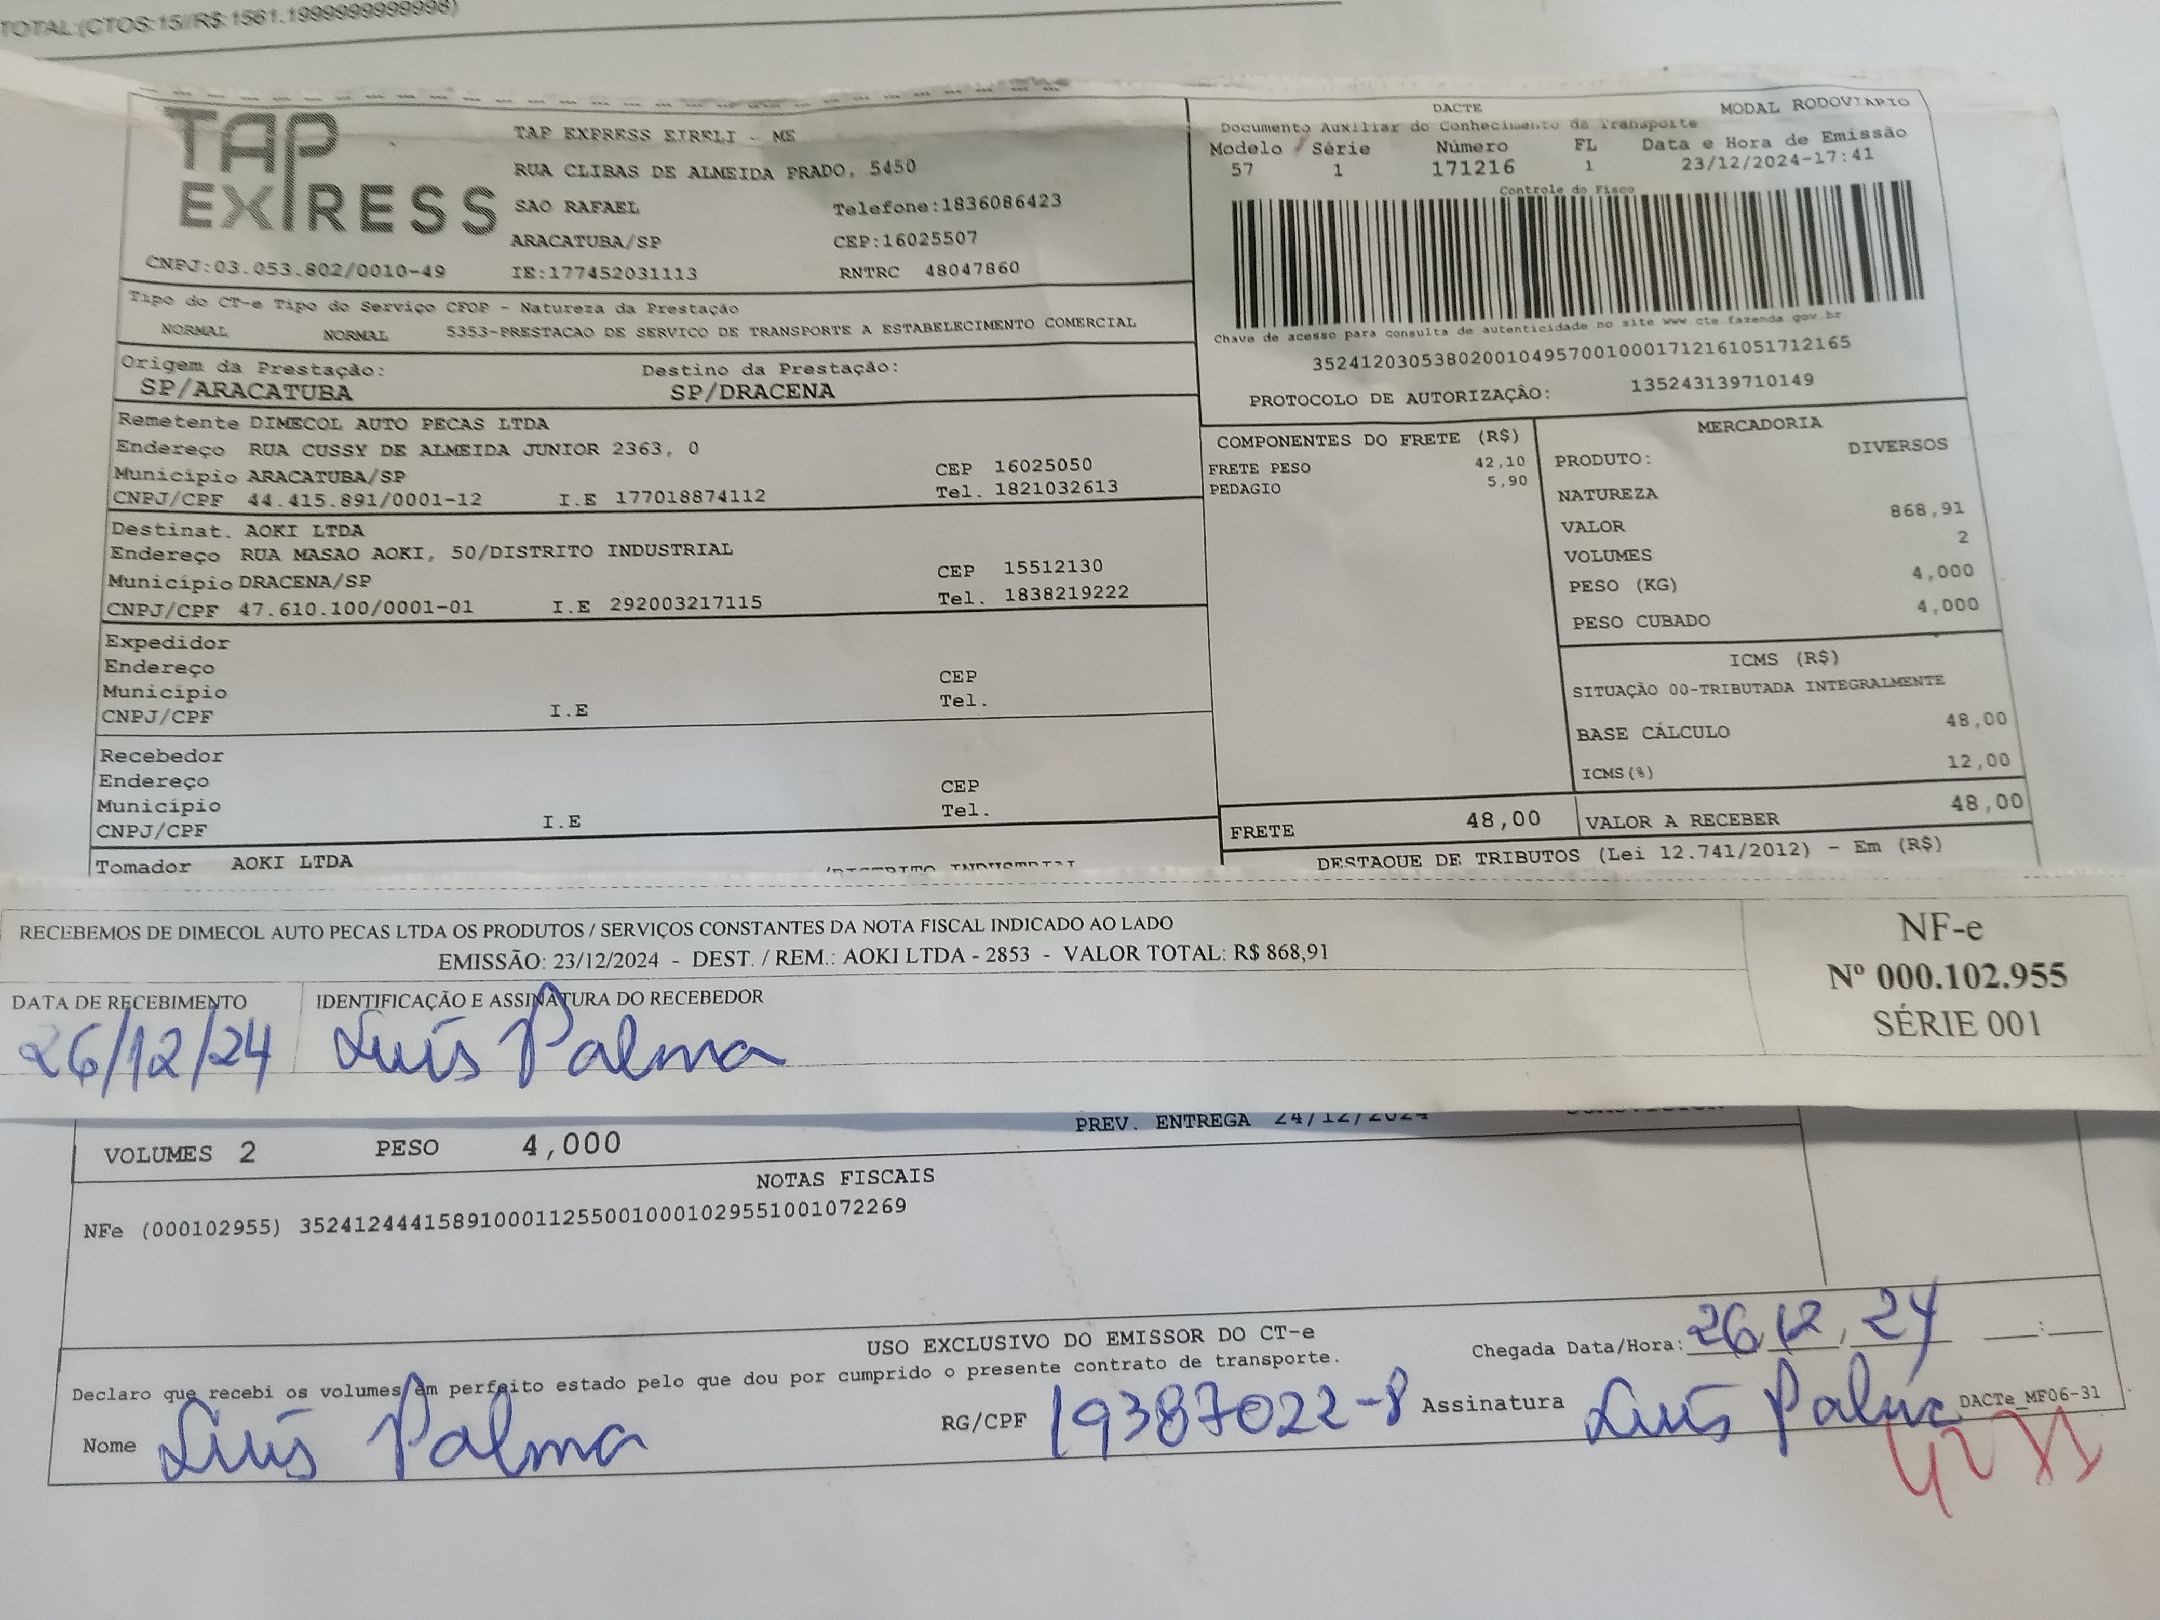 TOTAL:(CTOS:15//R$:1561.1999999999998)
TAP EXPRESS
TAP EXPRESS EIRELI - ME
RUA CLIBAS DE ALMEIDA PRADO, 5450
SAO RAFAEL Telefone:1836086423
ARACATUBA/SP CEP:16025507
CNPJ:03.053.802/0010-49 IE:177452031113 RNTRC 48047860
DACTE MODAL RODOVIARIO
Documento Auxiliar do Conhecimento de Transporte
Modelo Série Número FL Data e Hora de Emissão
57 1 171216 1 23/12/2024-17:41
Controle do Fisco
Chave de acesso para consulta de autenticidade no site www.cte.fazenda.gov.br
35241203053802001049570010001712161051712165
PROTOCOLO DE AUTORIZAÇÃO: 135243139710149
Tipo do CT-e Tipo do Serviço CFOP - Natureza da Prestação
NORMAL NORMAL 5353-PRESTACAO DE SERVICO DE TRANSPORTE A ESTABELECIMENTO COMERCIAL
Origem da Prestação: Destino da Prestação:
SP/ARACATUBA SP/DRACENA
Remetente DIMECOL AUTO PECAS LTDA
Endereço RUA CUSSY DE ALMEIDA JUNIOR 2363, 0
Município ARACATUBA/SP CEP 16025050
CNPJ/CPF 44.415.891/0001-12 I.E 177018874112 Tel. 1821032613
Destinat. AOKI LTDA
Endereço RUA MASAO AOKI, 50/DISTRITO INDUSTRIAL
Município DRACENA/SP CEP 15512130
CNPJ/CPF 47.610.100/0001-01 I.E 292003217115 Tel. 1838219222
Expedidor
Endereço
Município CEP
CNPJ/CPF I.E Tel.
Recebedor
Endereço
Município CEP
CNPJ/CPF I.E Tel.
Tomador AOKI LTDA
/DISTRITO INDUSTRIAL
COMPONENTES DO FRETE (R$)
FRETE PESO 42,10
PEDAGIO 5,90
MERCADORIA
PRODUTO: DIVERSOS
NATUREZA
VALOR 868,91
VOLUMES 2
PESO (KG) 4,000
PESO CUBADO 4,000
ICMS (R$)
SITUAÇÃO 00-TRIBUTADA INTEGRALMENTE
BASE CÁLCULO 48,00
ICMS(%) 12,00
FRETE 48,00 VALOR A RECEBER 48,00
DESTAQUE DE TRIBUTOS (Lei 12.741/2012) - Em (R$)
RECEBEMOS DE DIMECOL AUTO PECAS LTDA OS PRODUTOS / SERVIÇOS CONSTANTES DA NOTA FISCAL INDICADO AO LADO
EMISSÃO: 23/12/2024 - DEST. / REM.: AOKI LTDA - 2853 - VALOR TOTAL: R$ 868,91
DATA DE RECEBIMENTO IDENTIFICAÇÃO E ASSINATURA DO RECEBEDOR
26/12/24 Luís Palma
NF-e
Nº 000.102.955
SÉRIE 001
PREV. ENTREGA 24/12/2024
VOLUMES 2 PESO 4,000
NOTAS FISCAIS
NFe (000102955) 35241244415891000112550010001029551001072269
USO EXCLUSIVO DO EMISSOR DO CT-e
Declaro que recebi os volumes em perfeito estado pelo que dou por cumprido o presente contrato de transporte.
Chegada Data/Hora: 26/12/24 __:__
Nome Luís Palma RG/CPF 19387022-8 Assinatura Luís Palma DACTe_MF06-31